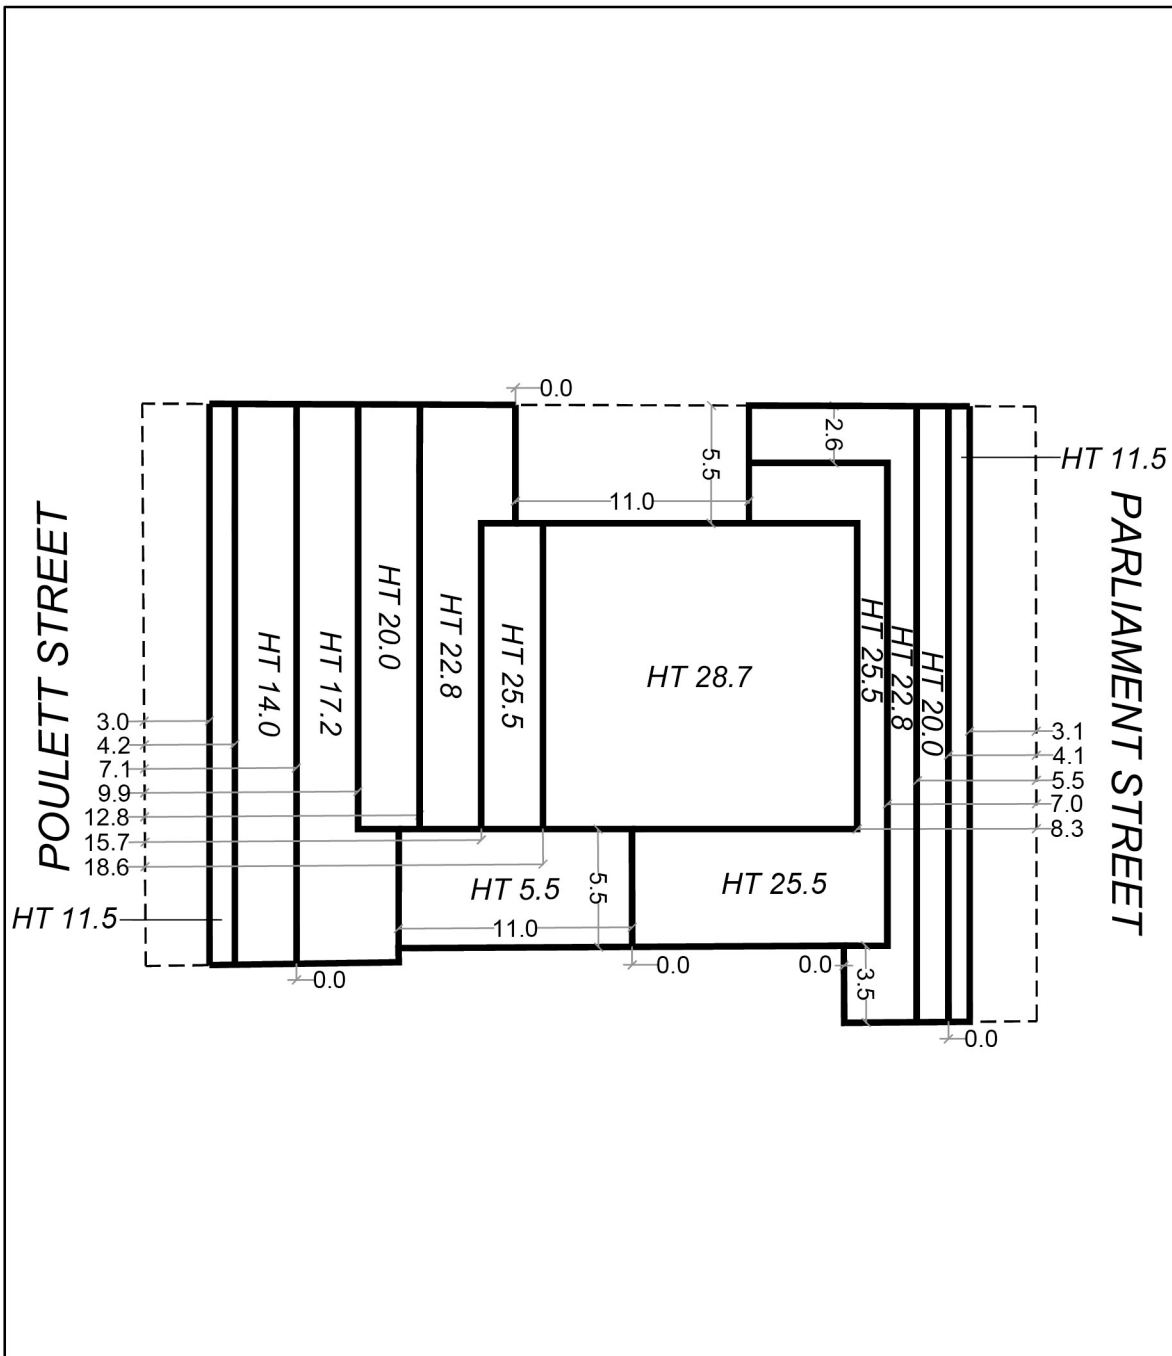 0.0
5.5
2.6
11.0
HT 11.5
POULETT STREET
PARLIAMENT STREET
HT 14.0
HT 17.2
HT 20.0
HT 22.8
HT 25.5
HT 28.7
HT 25.5
HT 22.8
HT 20.0
3.0
4.2
7.1
9.9
12.8
15.7
18.6
3.1
4.1
5.5
7.0
8.3
HT 5.5
5.5
HT 25.5
HT 11.5
11.0
0.0
0.0
0.0
3.5
0.0